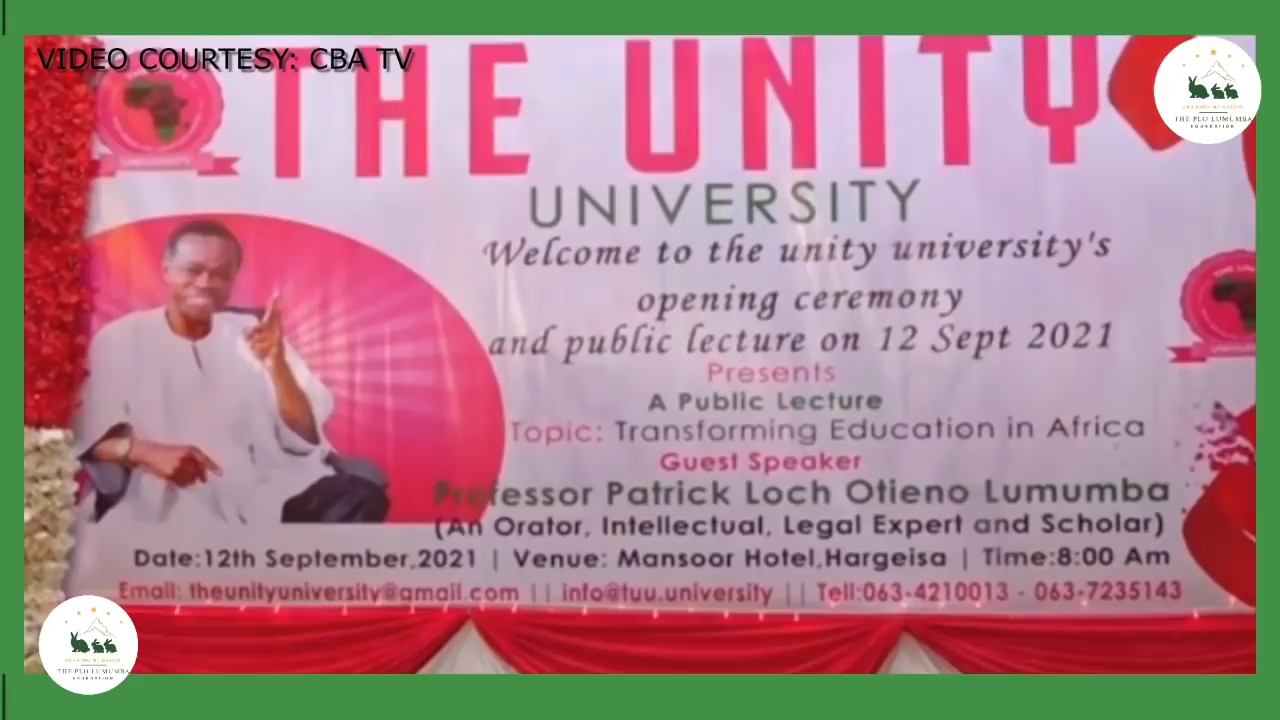 VIDEO COURTESY: CBA TV
THE UNITY
UNIVERSITY
Welcome to the unity university's
opening ceremony
and public lecture on 12 Sept 2021
Presents
A Public Lecture
Topic: Transforming Education in Africa
Guest Speaker
Professor Patrick Loch Otieno Lumumba
(An Orator, Intellectual, Legal Expert and Scholar)
Date:12th September,2021 | Venue: Mansoor Hotel,Hargeisa | Time:8:00 Am
Email: theunityuniversity@gmail.com || info@tuu.university || Tell:063-4210013 - 063-7235143
THE PLO LUMUMBA
FOUNDATION
THE PLO LUMUMBA
FOUNDATION